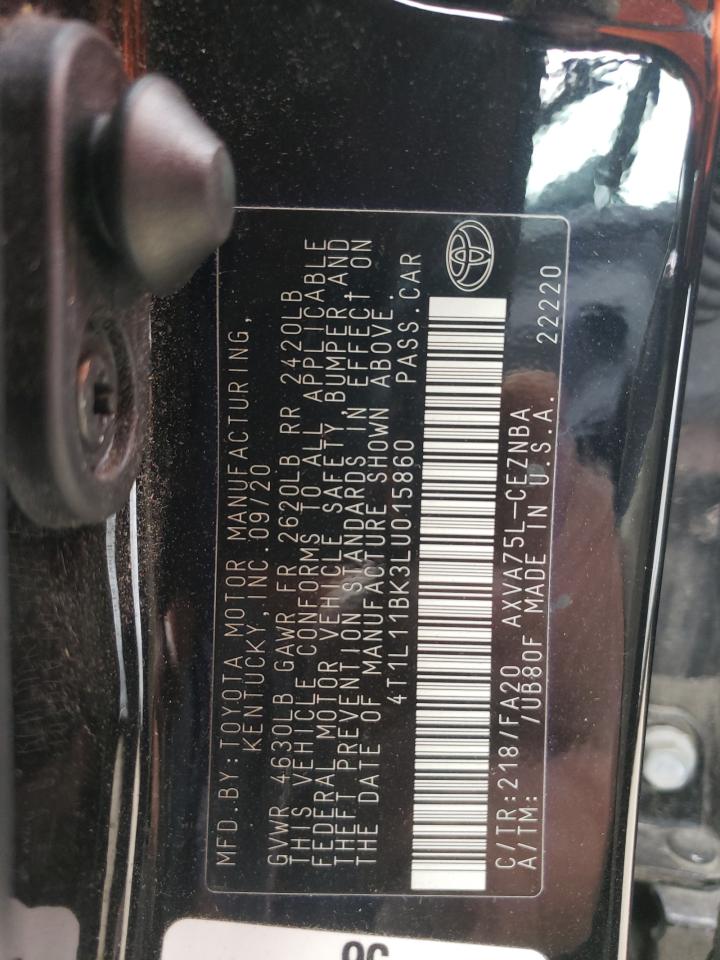 MFD.BY:TOYOTA MOTOR MANUFACTURING,
KENTUCKY, INC.09/20
GVWR 4630LB GAWR FR 2620LB RR 2420LB
THIS VEHICLE CONFORMS TO ALL APPLICABLE
FEDERAL MOTOR VEHICLE SAFETY, BUMPER, AND
THEFT PREVENTION STANDARDS IN EFFECT ON
THE DATE OF MANUFACTURE SHOWN ABOVE.
4T1L11BK3LU015860 PASS.CAR
C/TR:218/FA20 AXVA75L-CEZNBA
A/TM: /UB80F MADE IN U.S.A. 22220